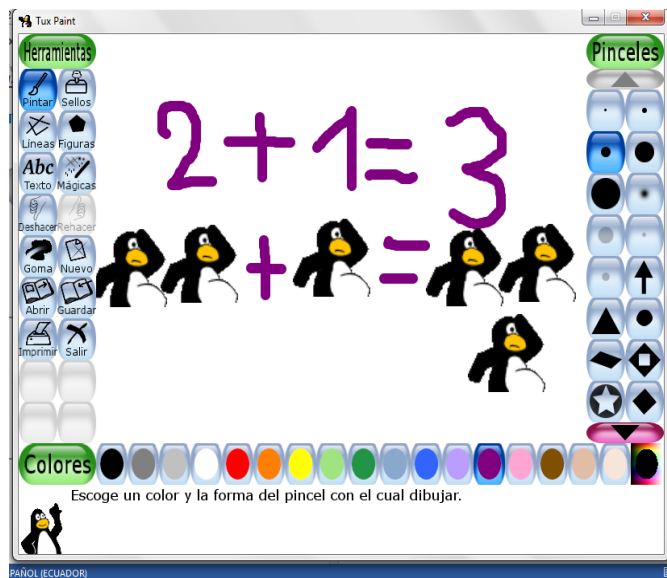 Tux Paint
Herramientas
Pinceles
Pintar Sellos
Líneas Figuras
Abc
Texto Mágicas
Deshacer Rehacer
Goma Nuevo
Abrir Guardar
Imprimir Salir
2+1=3
+ =
Colores
Escoge un color y la forma del pincel con el cual dibujar.
PAÑOL (ECUADOR)